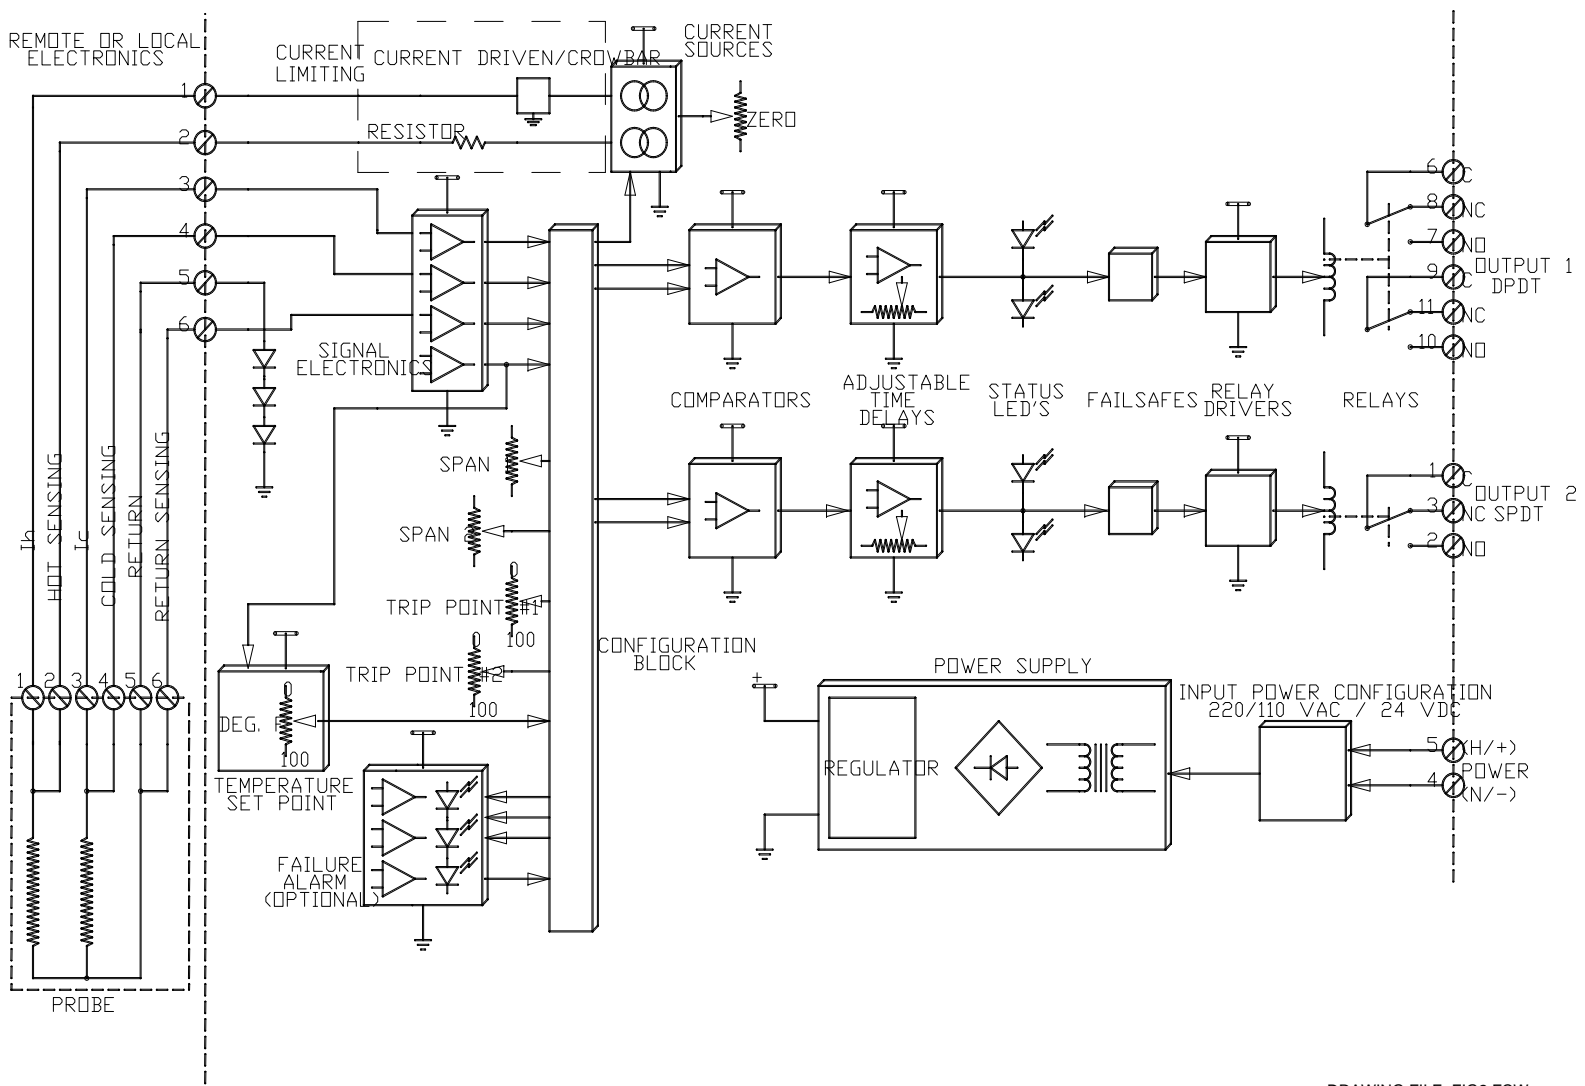 REMOTE OR LOCAL
ELECTRONICS
CURRENT
LIMITING
CURRENT DRIVEN/CROWBAR
CURRENT
SOURCES
ZERO
RESISTOR
1
2
3
4
5
6
SIGNAL
ELECTRONICS
COMPARATORS
ADJUSTABLE
TIME
DELAYS
STATUS
LED'S
FAILSAFES
RELAY
DRIVERS
RELAYS
6 C
8 NC
7 NO
9 C
11 NC
10 NO
OUTPUT 1
DPDT
1 C
3 NC
2 NO
OUTPUT 2
SPDT
SPAN
SPAN 2
0
TRIP POINT #1
100
0
TRIP POINT #2
100
CONFIGURATION
BLOCK
Ih
HOT SENSING
Ic
COLD SENSING
RETURN
RETURN SENSING
1 2 3 4 5 6
PROBE
0
DEG. F
100
TEMPERATURE
SET POINT
FAILURE
ALARM
(OPTIONAL)
POWER SUPPLY
+
REGULATOR
INPUT POWER CONFIGURATION
220/110 VAC / 24 VDC
5 (H/+)
POWER
4 (N/-)